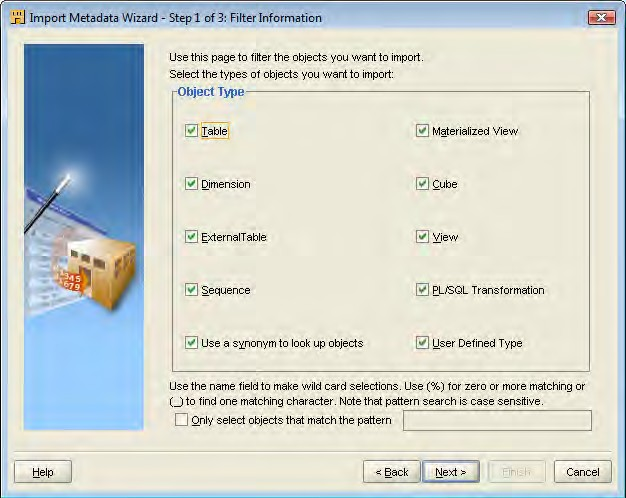 Import Metadata Wizard - Step 1 of 3: Filter Information
Use this page to filter the objects you want to import.
Select the types of objects you want to import:
Object Type
Table
Materialized View
Dimension
Cube
ExternalTable
View
Sequence
PL/SQL Transformation
Use a synonym to look up objects
User Defined Type
Use the name field to make wild card selections. Use (%) for zero or more matching or
(_) to find one matching character. Note that pattern search is case sensitive.
Only select objects that match the pattern
Help
< Back
Next >
Finish
Cancel